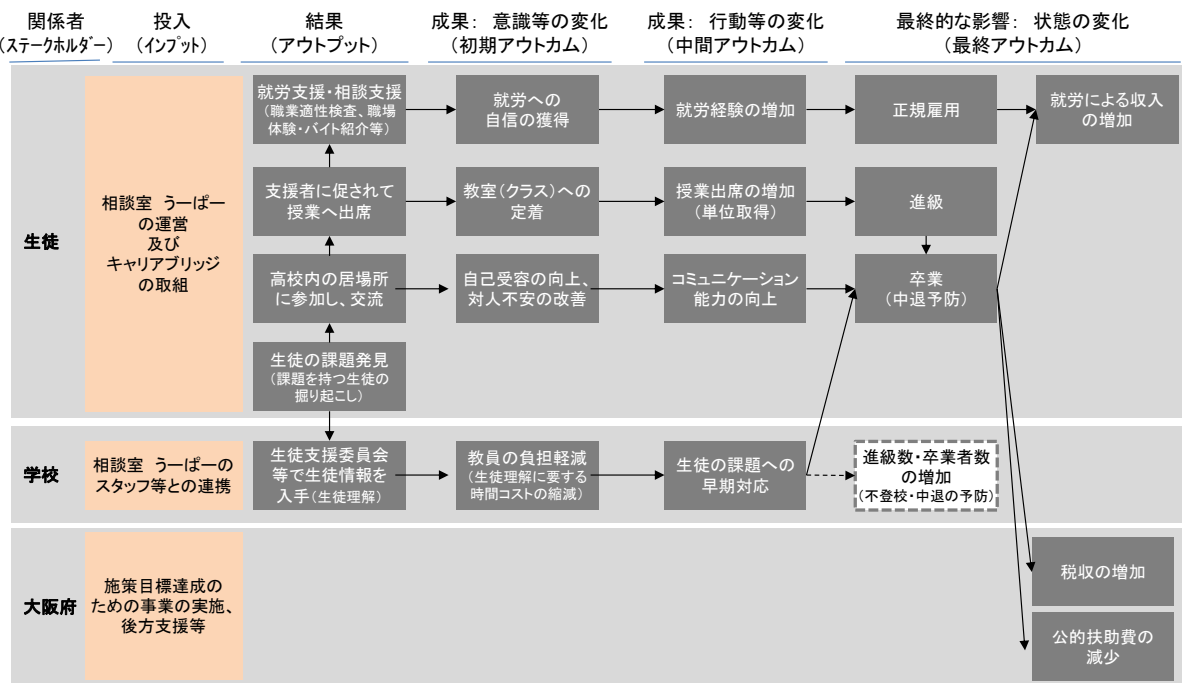 関係者
(ステークホルダー)
投入
(インプット)
結果
(アウトプット)
成果: 意識等の変化
(初期アウトカム)
成果: 行動等の変化
(中間アウトカム)
最終的な影響: 状態の変化
(最終アウトカム)
生徒
相談室 うーぱー
の運営
及び
キャリアブリッジ
の取組
就労支援・相談支援
(職業適性検査、職場
体験・バイト紹介等)
就労への
自信の獲得
就労経験の増加
正規雇用
就労による収入
の増加
支援者に促されて
授業へ出席
教室(クラス)への
定着
授業出席の増加
(単位取得)
進級
高校内の居場所
に参加し、交流
自己受容の向上、
対人不安の改善
コミュニケーション
能力の向上
卒業
(中退予防)
生徒の課題発見
(課題を持つ生徒の
掘り起こし)
学校
相談室 うーぱーの
スタッフ等との連携
生徒支援委員会
等で生徒情報を
入手(生徒理解)
教員の負担軽減
(生徒理解に要する
時間コストの縮減)
生徒の課題への
早期対応
進級数・卒業者数
の増加
(不登校・中退の予防)
大阪府
施策目標達成の
ための事業の実施、
後方支援等
税収の増加
公的扶助費の
減少